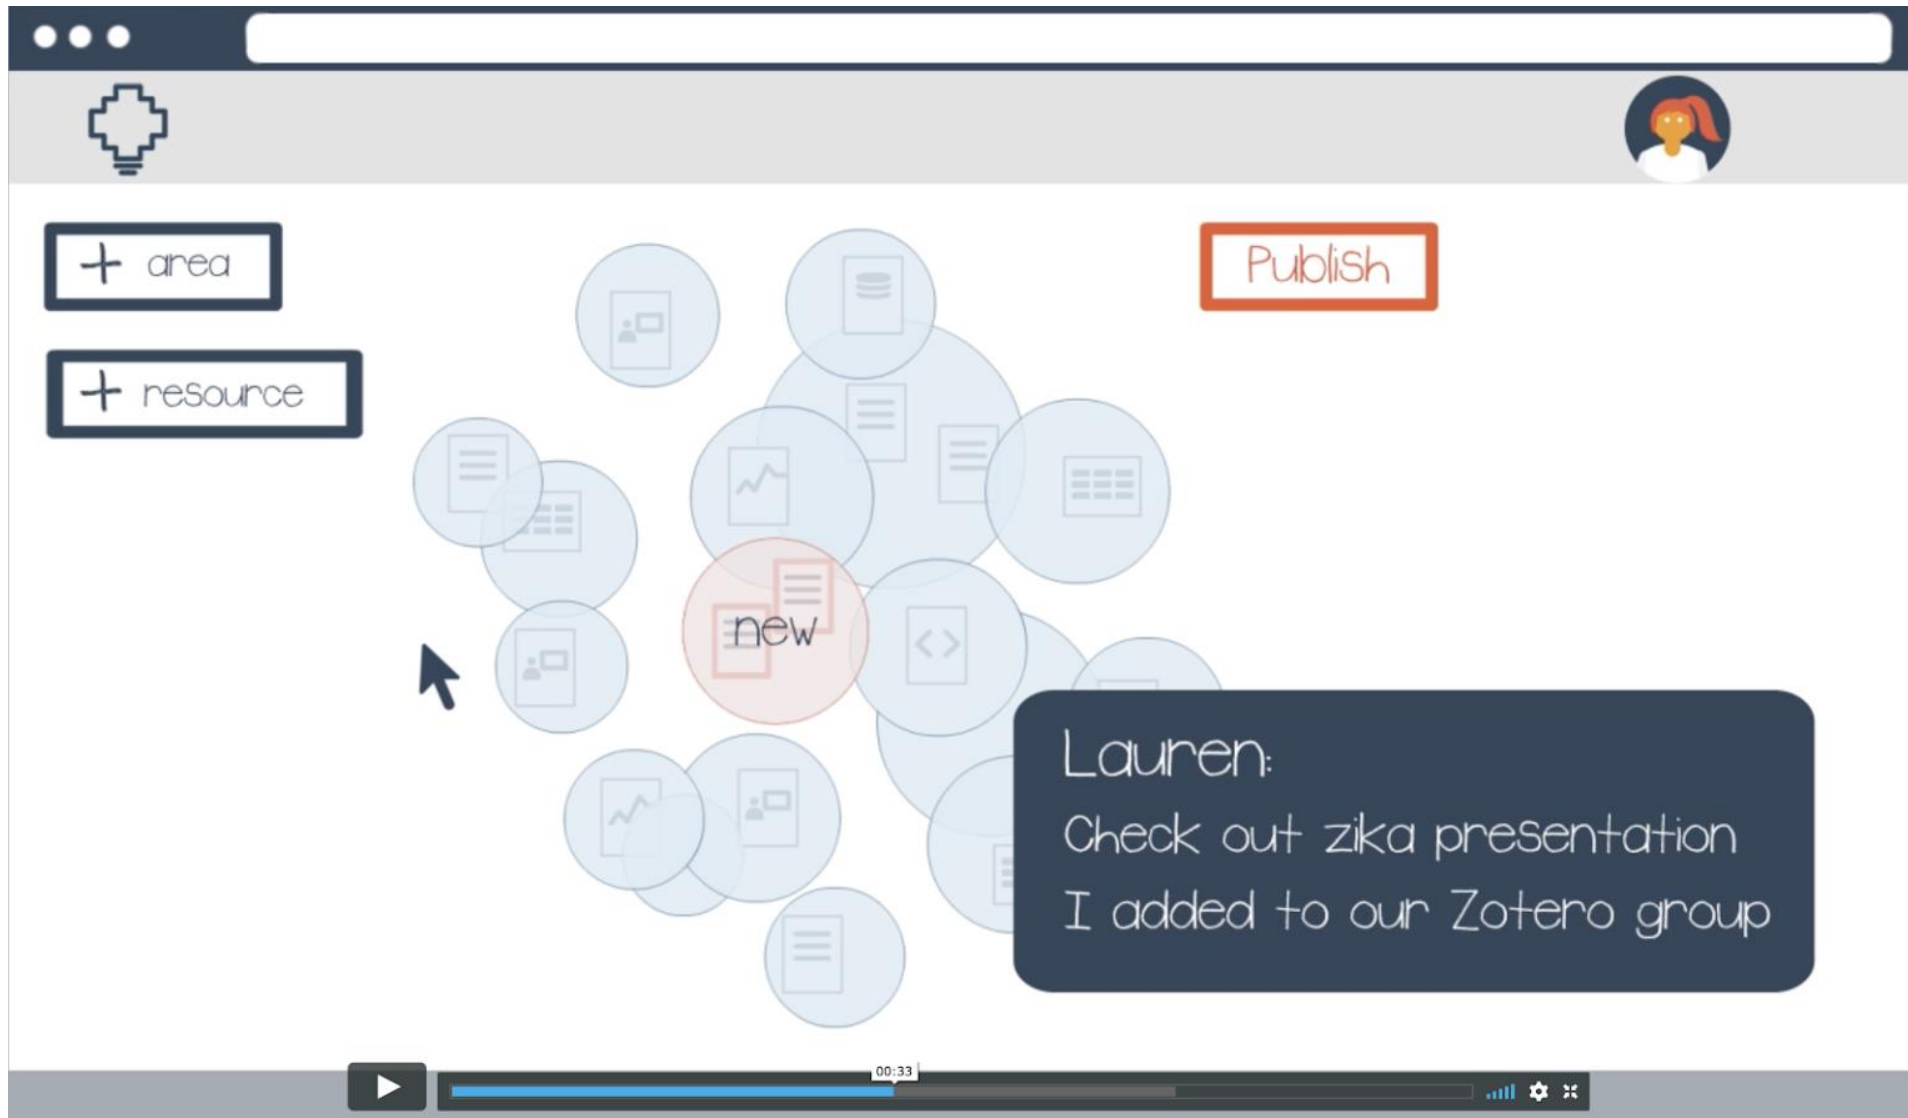 + area
Publish
+ resource
new
Lauren:
Check out zika presentation
I added to our Zotero group
00:33